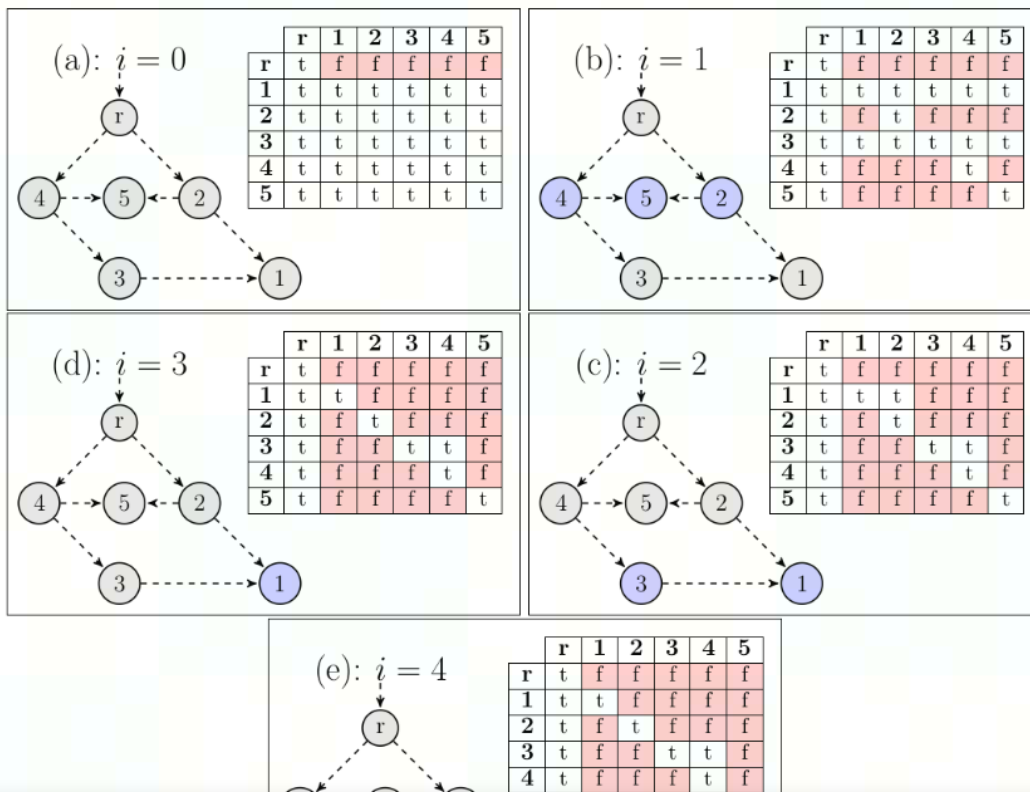 (a): i = 0
r 1 2 3 4 5
r t f f f f f
1 t t t t t t
2 t t t t t t
3 t t t t t t
4 t t t t t t
5 t t t t t t
r
4 5 2
3 1
(b): i = 1
r 1 2 3 4 5
r t f f f f f
1 t t t t t t
2 t f t f f f
3 t t t t t t
4 t f f f t f
5 t f f f f t
r
4 5 2
3 1
(d): i = 3
r 1 2 3 4 5
r t f f f f f
1 t t f f f f
2 t f t f f f
3 t f f t t f
4 t f f f t f
5 t f f f f t
r
4 5 2
3 1
(c): i = 2
r 1 2 3 4 5
r t f f f f f
1 t t t f f f
2 t f t f f f
3 t f f t t f
4 t f f f t f
5 t f f f f t
r
4 5 2
3 1
(e): i = 4
r 1 2 3 4 5
r t f f f f f
1 t t f f f f
2 t f t f f f
3 t f f t t f
4 t f f f t f
r